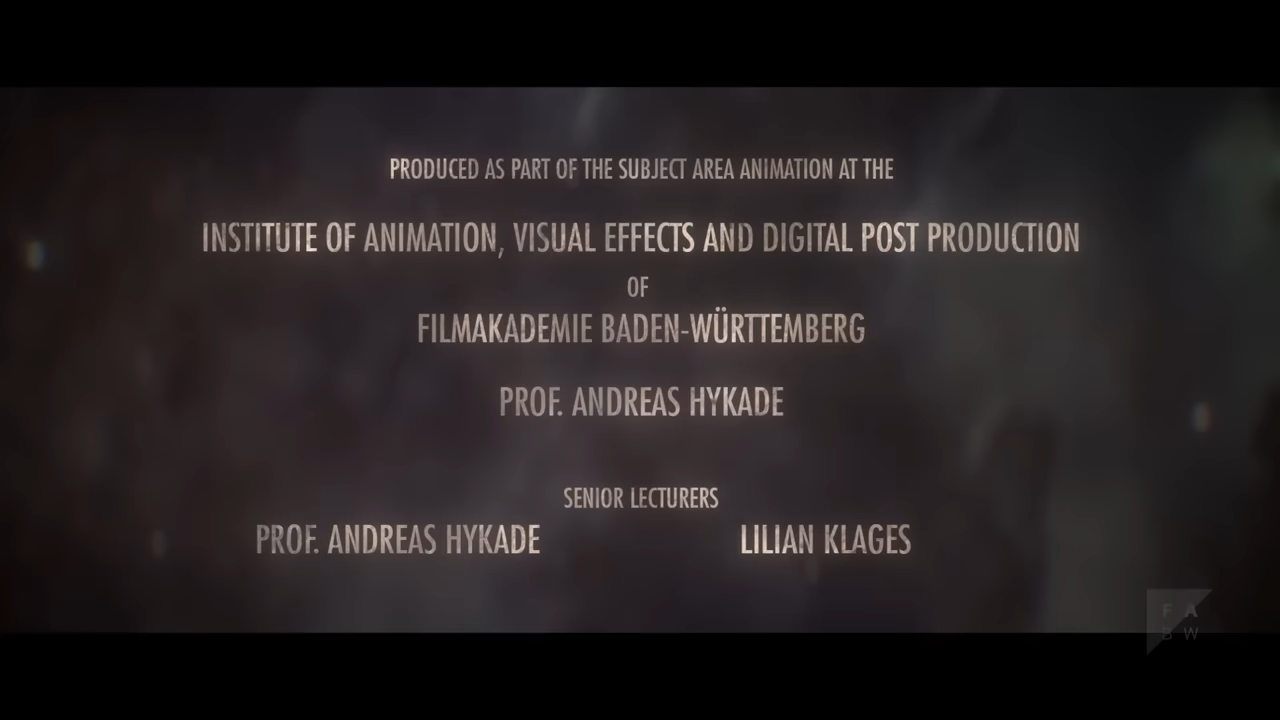 PRODUCED AS PART OF THE SUBJECT AREA ANIMATION AT THE
INSTITUTE OF ANIMATION, VISUAL EFFECTS AND DIGITAL POST PRODUCTION
OF
FILMAKADEMIE BADEN-WÜRTTEMBERG
PROF. ANDREAS HYKADE
SENIOR LECTURERS
PROF. ANDREAS HYKADE LILIAN KLAGES
F A
B W